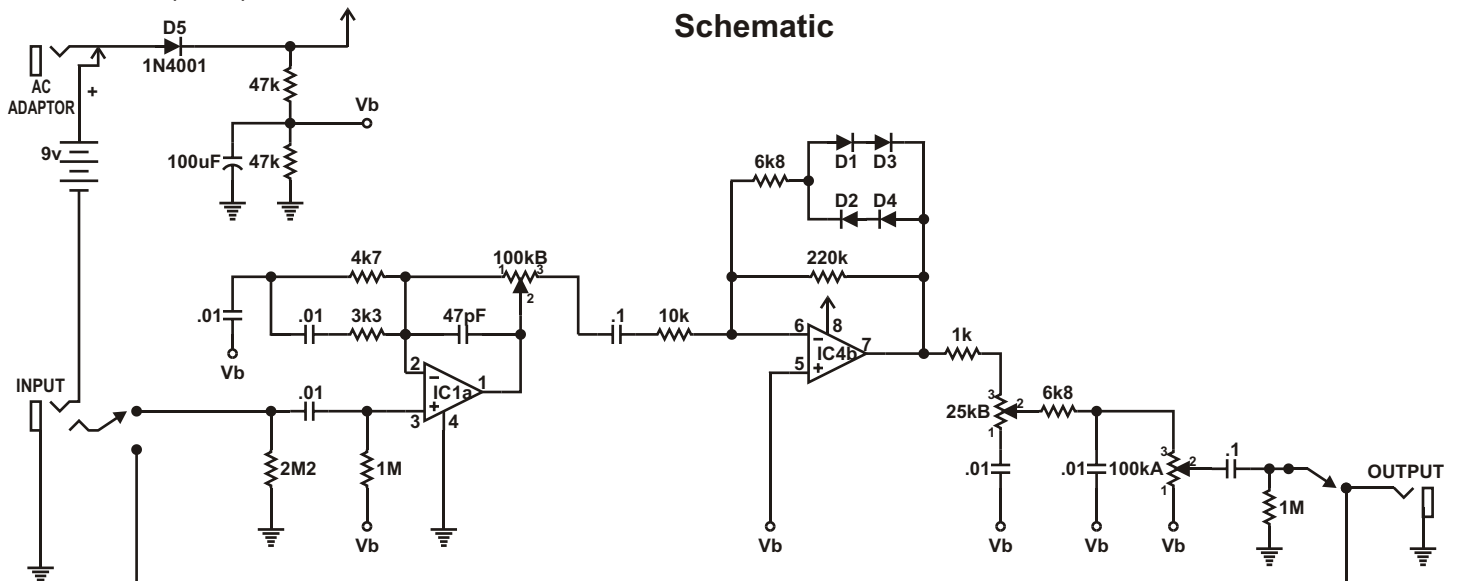 Schematic
D5
1N4001
AC
ADAPTOR
+
47k
Vb
9v
100uF
47k
6k8
D1
D3
D2
D4
4k7
100kB
1
3
2
220k
.01
.01
3k3
47pF
.1
10k
6
8
7
5
IC4b
1k
Vb
2
1
3
4
IC1a
INPUT
.01
3
25kB
2
1
6k8
2M2
1M
.01
.01
100kA
3
2
1
.1
1M
OUTPUT
Vb
Vb
Vb
Vb
Vb